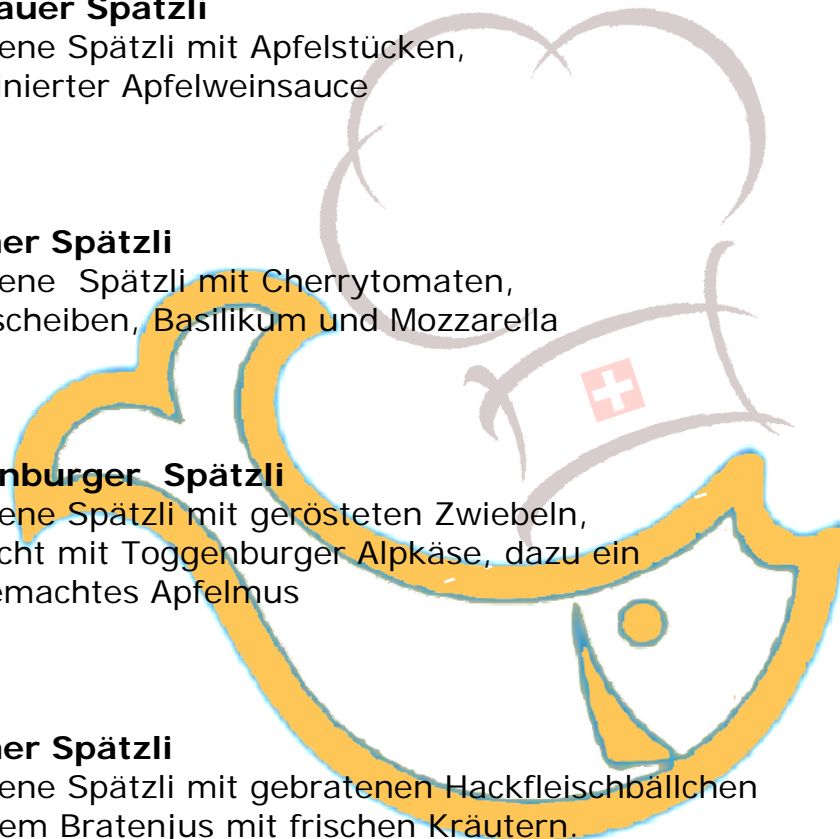 auer Spätzli
ene Spätzli mit Apfelstücken,
inierter Apfelweinsauce
ner Spätzli
ene  Spätzli mit Cherrytomaten,
scheiben, Basilikum und Mozzarella
nburger  Spätzli
ene Spätzli mit gerösteten Zwiebeln,
cht mit Toggenburger Alpkäse, dazu ein
emachtes Apfelmus
ner Spätzli
ene Spätzli mit gebratenen Hackfleischbällchen
em Bratenjus mit frischen Kräutern.